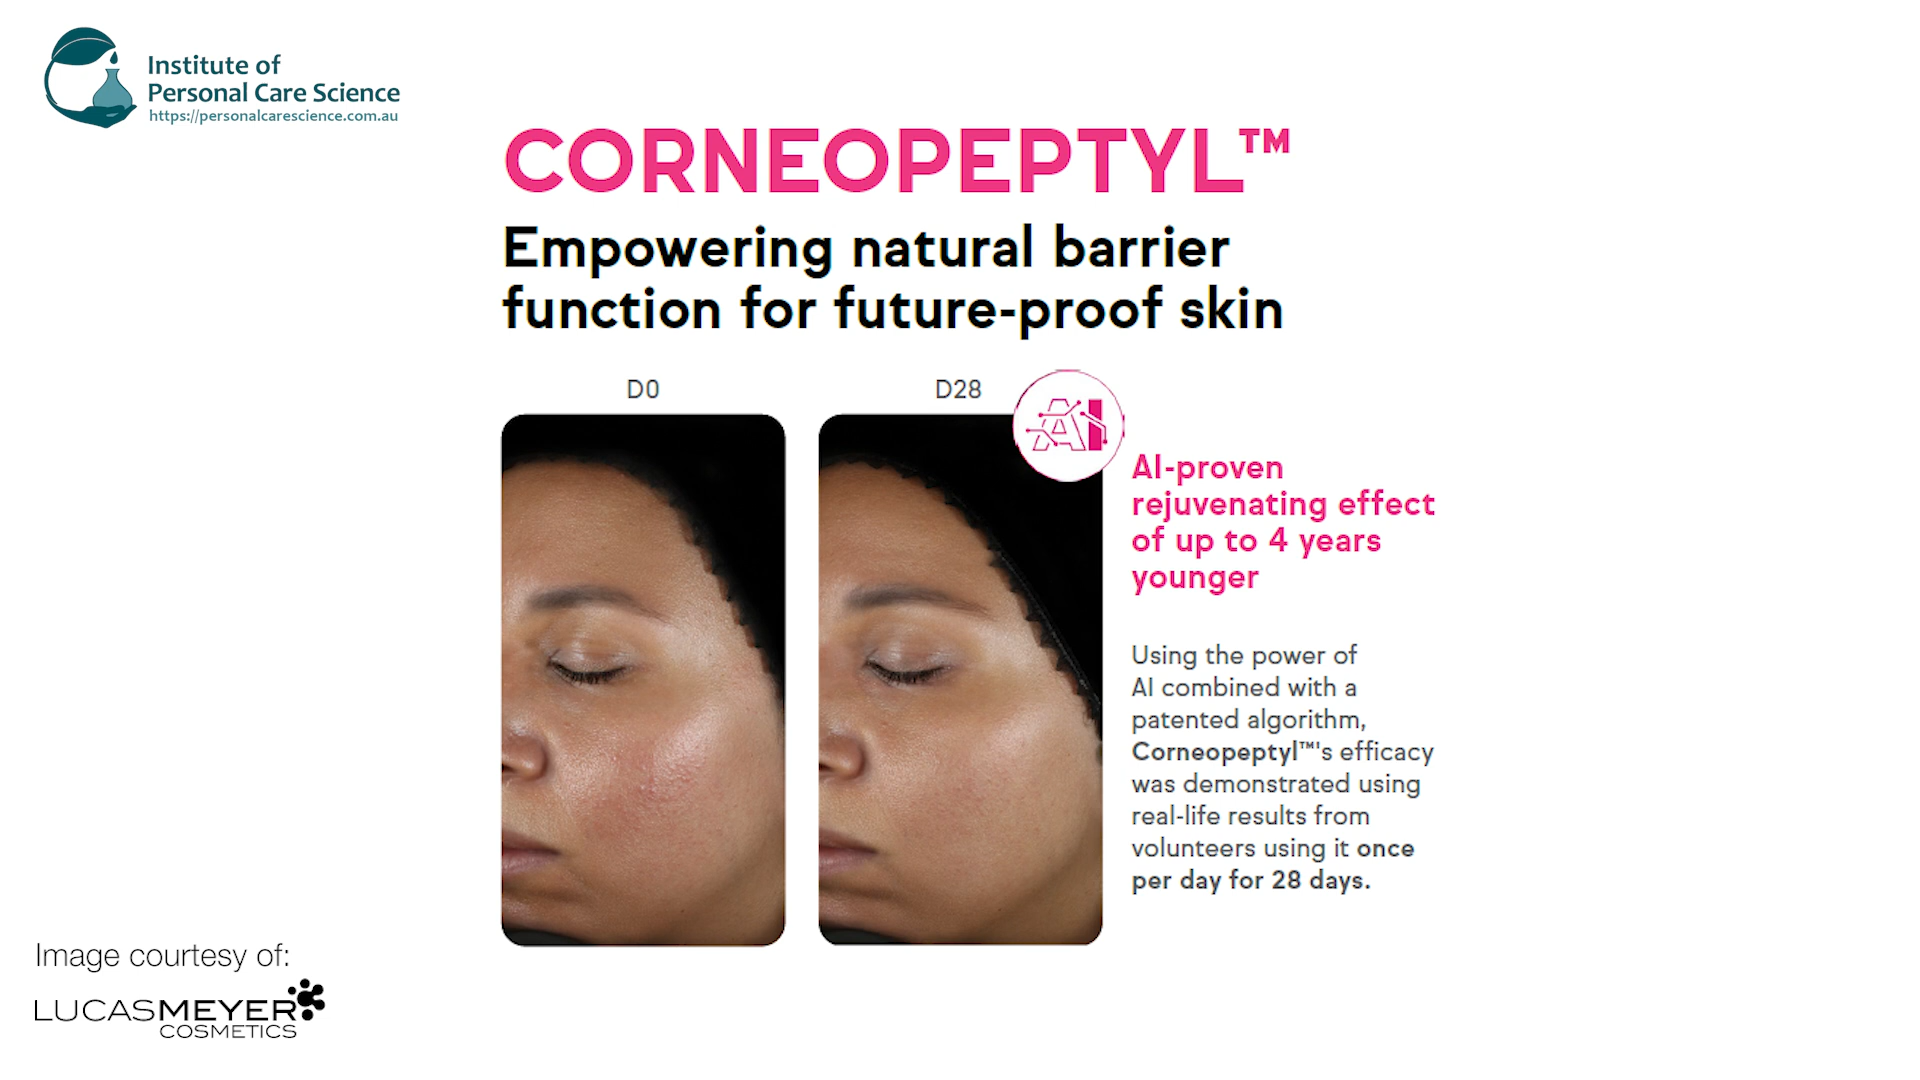 Institute of
Personal Care Science
https://personalcarescience.com.au
CORNEOPEPTYL™
Empowering natural barrier
function for future-proof skin
D0
D28
AI
AI-proven
rejuvenating effect
of up to 4 years
younger
Using the power of
AI combined with a
patented algorithm,
Corneopeptyl™'s efficacy
was demonstrated using
real-life results from
volunteers using it once
per day for 28 days.
Image courtesy of:
LUCASMEYER
COSMETICS